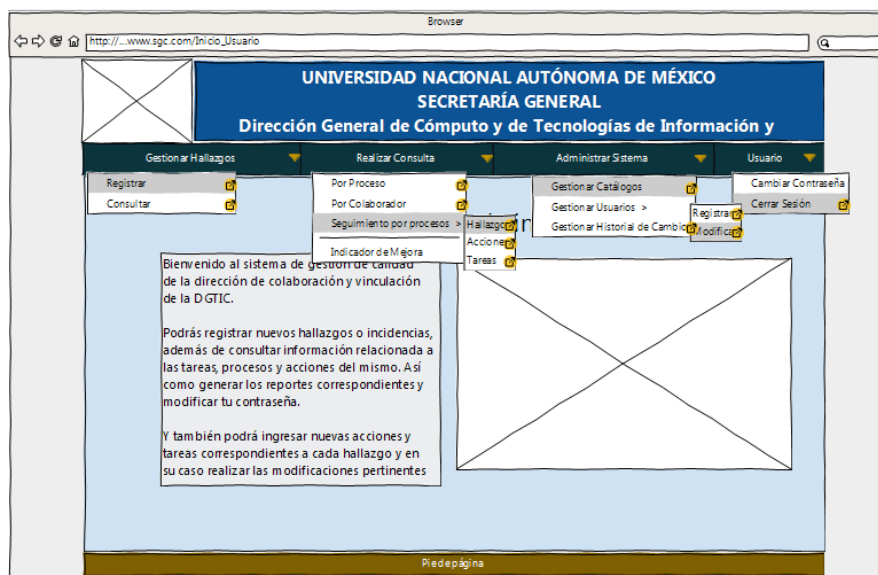 Browser
http://...www.sgc.com/Inicio_Usuario
UNIVERSIDAD NACIONAL AUTÓNOMA DE MÉXICO
SECRETARÍA GENERAL
Dirección General de Cómputo y de Tecnologías de Información y
Gestionar Hallazgos
Realizar Consulta
Administrar Sistema
Usuario
Registrar
Consultar
Por Proceso
Por Colaborador
Seguimiento por procesos >
Indicador de Mejora
Hallazgo
Acciones
Tareas
Gestionar Catálogos
Gestionar Usuarios >
Gestionar Historial de Cambio
Registrar
Modifica
Cambiar Contraseña
Cerrar Sesión
Bienvenido al sistema de gestión de calidad
de la dirección de colaboración y vinculación
de la DGTIC.
Podrás registrar nuevos hallazgos o incidencias,
además de consultar información relacionada a
las tareas, procesos y acciones del mismo. Así
como generar los reportes correspondientes y
modificar tu contraseña.
Y también podrá ingresar nuevas acciones y
tareas correspondientes a cada hallazgo y en
su caso realizar las modificaciones pertinentes
Pie de página